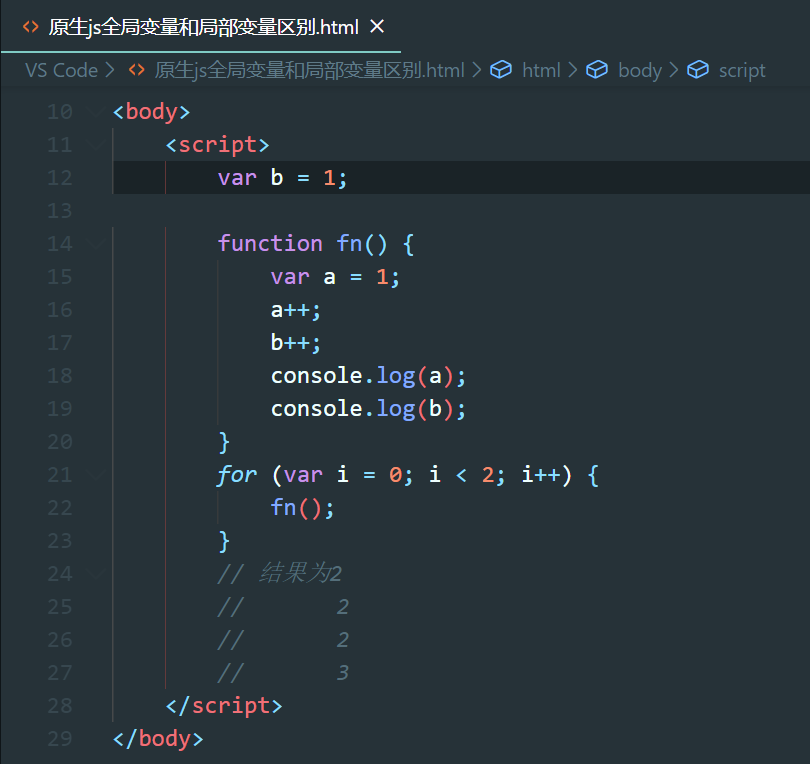 原生js全局变量和局部变量区别.html
VS Code > 原生js全局变量和局部变量区别.html > html > body > script
10 <body>
11 <script>
12 var b = 1;
13
14 function fn() {
15 var a = 1;
16 a++;
17 b++;
18 console.log(a);
19 console.log(b);
20 }
21 for (var i = 0; i < 2; i++) {
22 fn();
23 }
24 // 结果为2
25 // 2
26 // 2
27 // 3
28 </script>
29 </body>